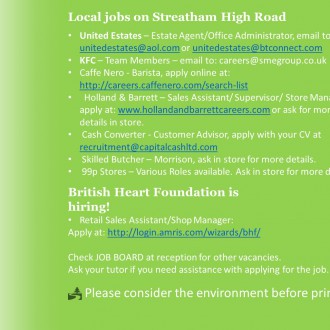 Local jobs on Streatham High Road
• United Estates – Estate Agent/Office Administrator, email to
unitedestates@aol.com or unitedestates@btconnect.com
• KFC – Team Members – email to: careers@smegroup.co.uk
• Caffe Nero - Barista, apply online at:
http://careers.caffenero.com/search-list
• Holland & Barrett – Sales Assistant/ Supervisor/ Store Mana
apply at: www.hollandandbarrettcareers.com or ask for more
details in store.
• Cash Converter - Customer Advisor, apply with your CV at
recruitment@capitalcashltd.com
• Skilled Butcher – Morrison, ask in store for more details.
• 99p Stores – Various Roles available. Ask in store for more d
British Heart Foundation is
hiring!
• Retail Sales Assistant/Shop Manager:
Apply at: http://login.amris.com/wizards/bhf/
Check JOB BOARD at reception for other vacancies.
Ask your tutor if you need assistance with applying for the job.
Please consider the environment before prin